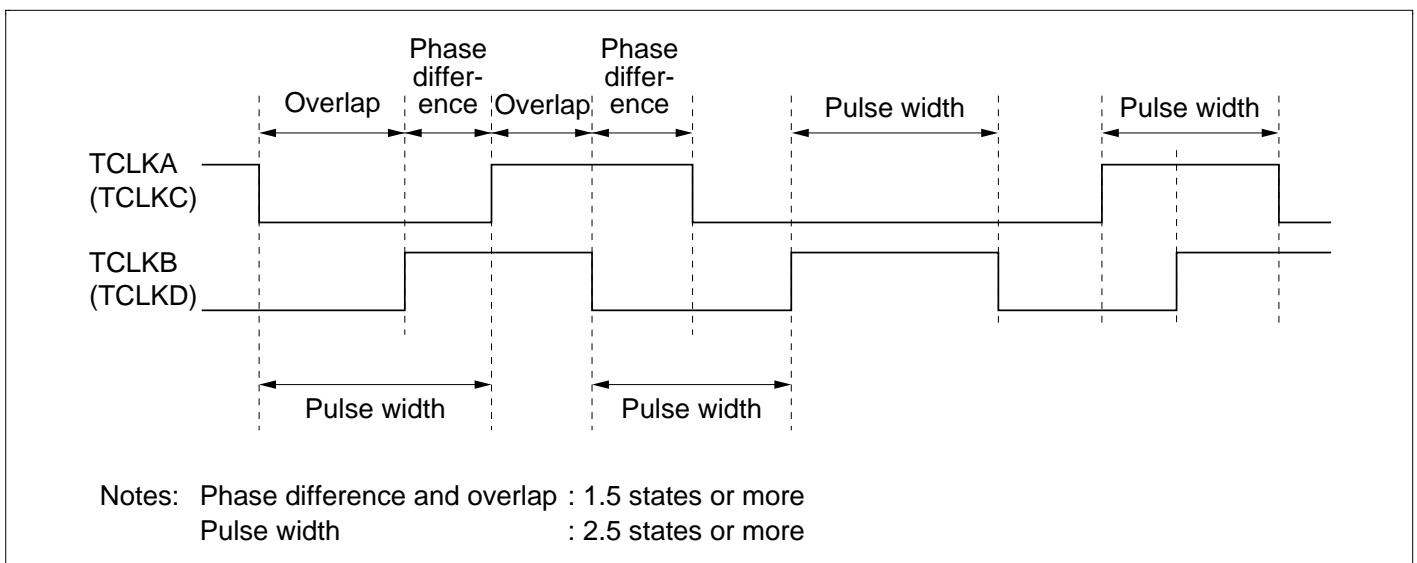 Phase
differ-
ence
Phase
differ-
ence
Overlap
Overlap
Pulse width
Pulse width
TCLKA
(TCLKC)
TCLKB
(TCLKD)
Pulse width
Pulse width
Notes: Phase difference and overlap : 1.5 states or more
Pulse width : 2.5 states or more